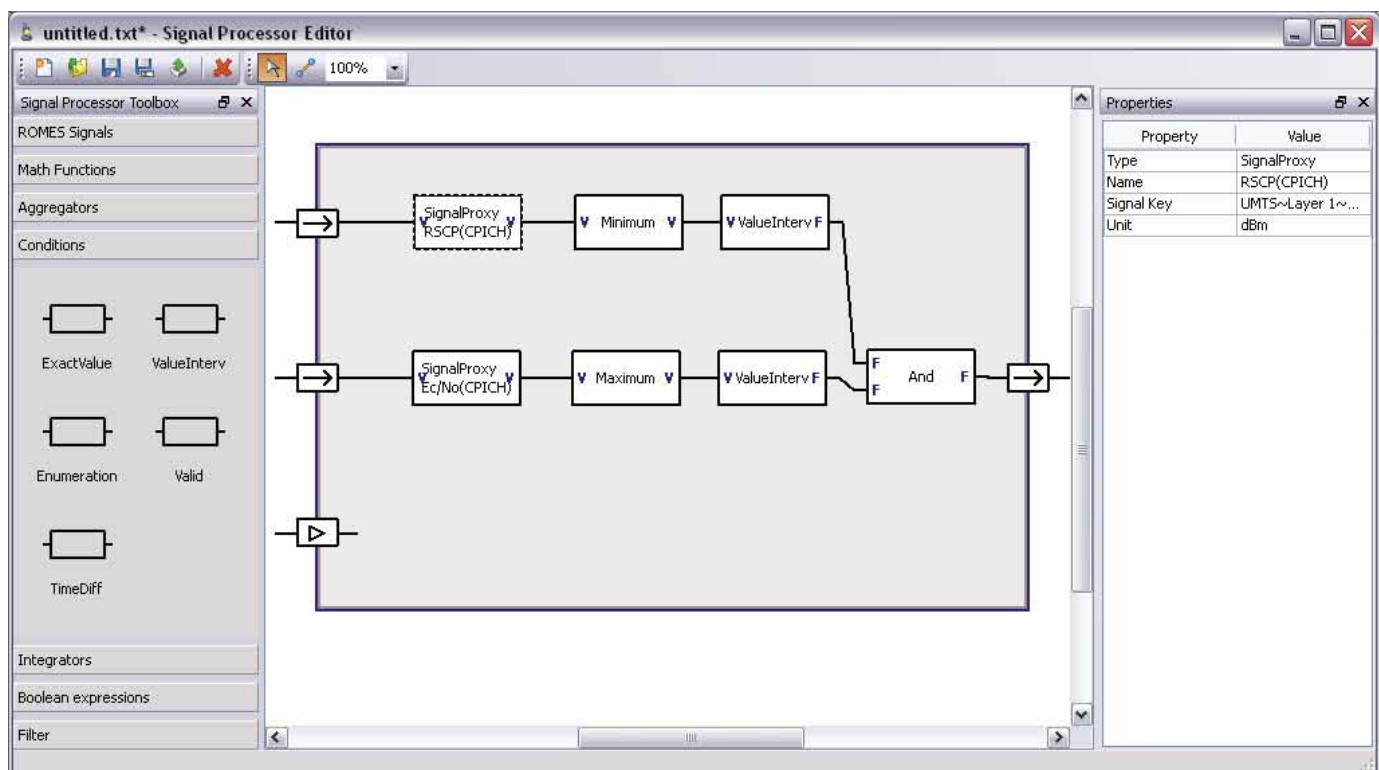 untitled.txt* - Signal Processor Editor
100%
Signal Processor Toolbox
ROMES Signals
Math Functions
Aggregators
Conditions
ExactValue
ValueInterv
Enumeration
Valid
TimeDiff
Integrators
Boolean expressions
Filter
V SignalProxy V
RSCP(CPICH)
V Minimum V
V ValueInterv F
V SignalProxy V
Ec/No(CPICH)
V Maximum V
V ValueInterv F
F
F
And F
Properties
Property Value
Type SignalProxy
Name RSCP(CPICH)
Signal Key UMTS~Layer 1~...
Unit dBm